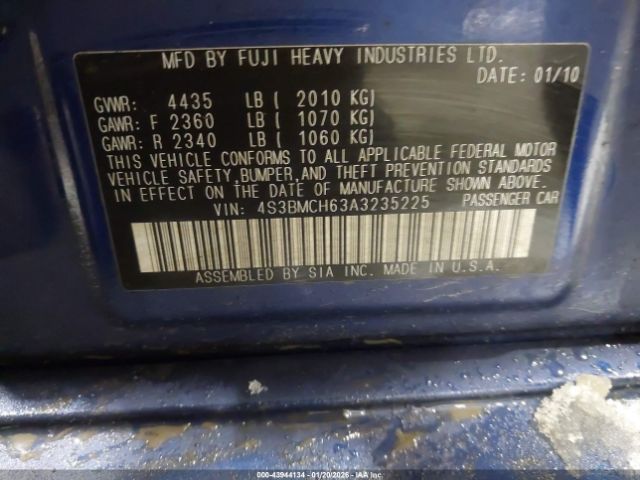 MFD BY FUJI HEAVY INDUSTRIES LTD.
DATE: 01/10
GVWR: 4435 LB ( 2010 KG)
GAWR: F 2360 LB ( 1070 KG)
GAWR: R 2340 LB ( 1060 KG)
THIS VEHICLE CONFORMS TO ALL APPLICABLE FEDERAL MOTOR
VEHICLE SAFETY, BUMPER, AND THEFT PREVENTION STANDARDS
IN EFFECT ON THE DATE OF MANUFACTURE SHOWN ABOVE.
VIN: 4S3BMCH63A3235225 PASSENGER CAR
ASSEMBLED BY SIA INC. MADE IN U.S.A.
000-43944134 - 01/20/2026 - IAAI.COM